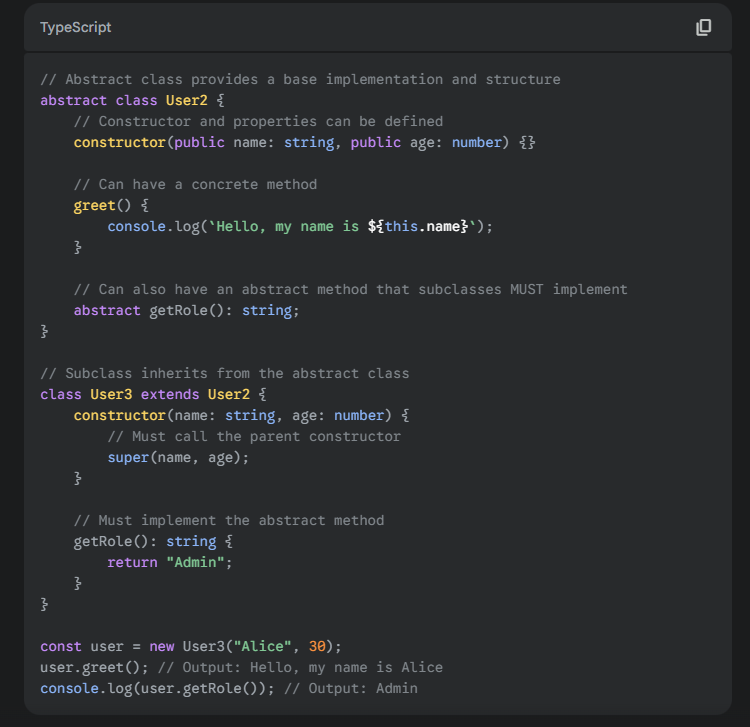 TypeScript
// Abstract class provides a base implementation and structure
abstract class User2 {
    // Constructor and properties can be defined
    constructor(public name: string, public age: number) {}

    // Can have a concrete method
    greet() {
        console.log(`Hello, my name is ${this.name}`);
    }

    // Can also have an abstract method that subclasses MUST implement
    abstract getRole(): string;
}

// Subclass inherits from the abstract class
class User3 extends User2 {
    constructor(name: string, age: number) {
        // Must call the parent constructor
        super(name, age);
    }

    // Must implement the abstract method
    getRole(): string {
        return "Admin";
    }
}

const user = new User3("Alice", 30);
user.greet(); // Output: Hello, my name is Alice
console.log(user.getRole()); // Output: Admin